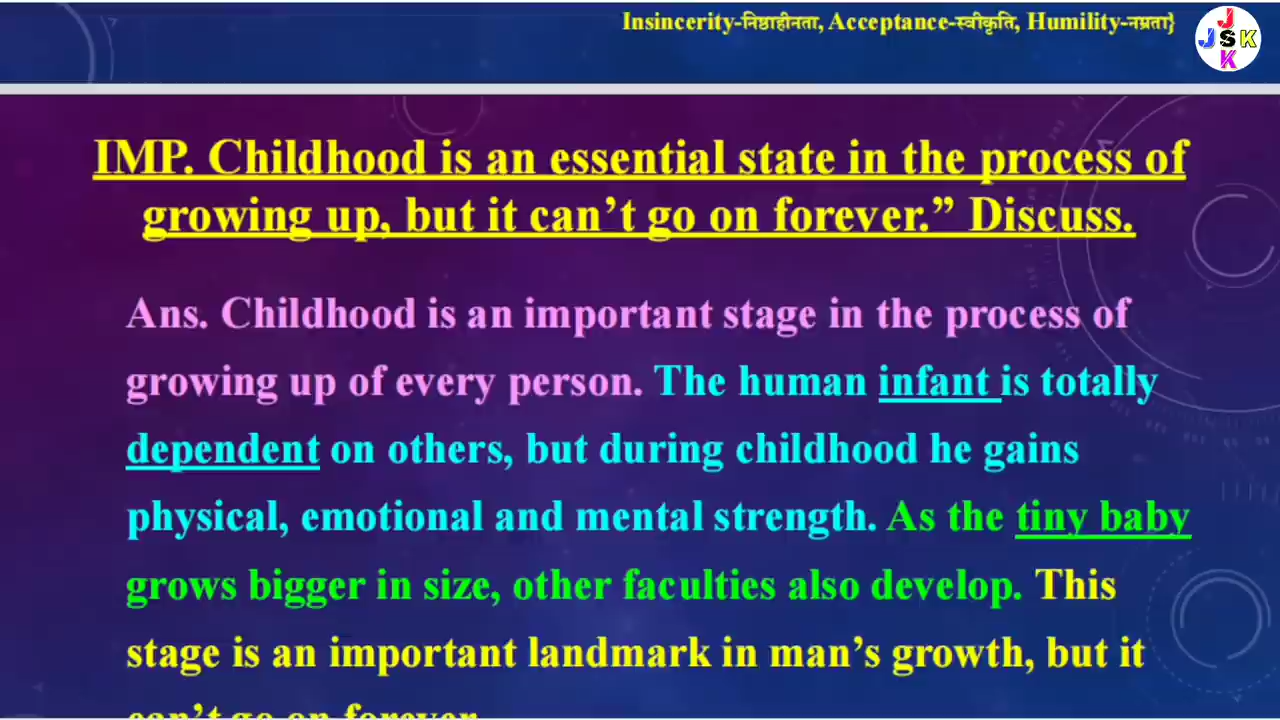 Insincerity-निष्ठाहीनता, Acceptance-स्वीकृति, Humility-नम्रता}
J
J S K
K
IMP. Childhood is an essential state in the process of
growing up, but it can’t go on forever.” Discuss.
Ans. Childhood is an important stage in the process of
growing up of every person. The human infant is totally
dependent on others, but during childhood he gains
physical, emotional and mental strength. As the tiny baby
grows bigger in size, other faculties also develop. This
stage is an important landmark in man’s growth, but it
can’t go on forever.